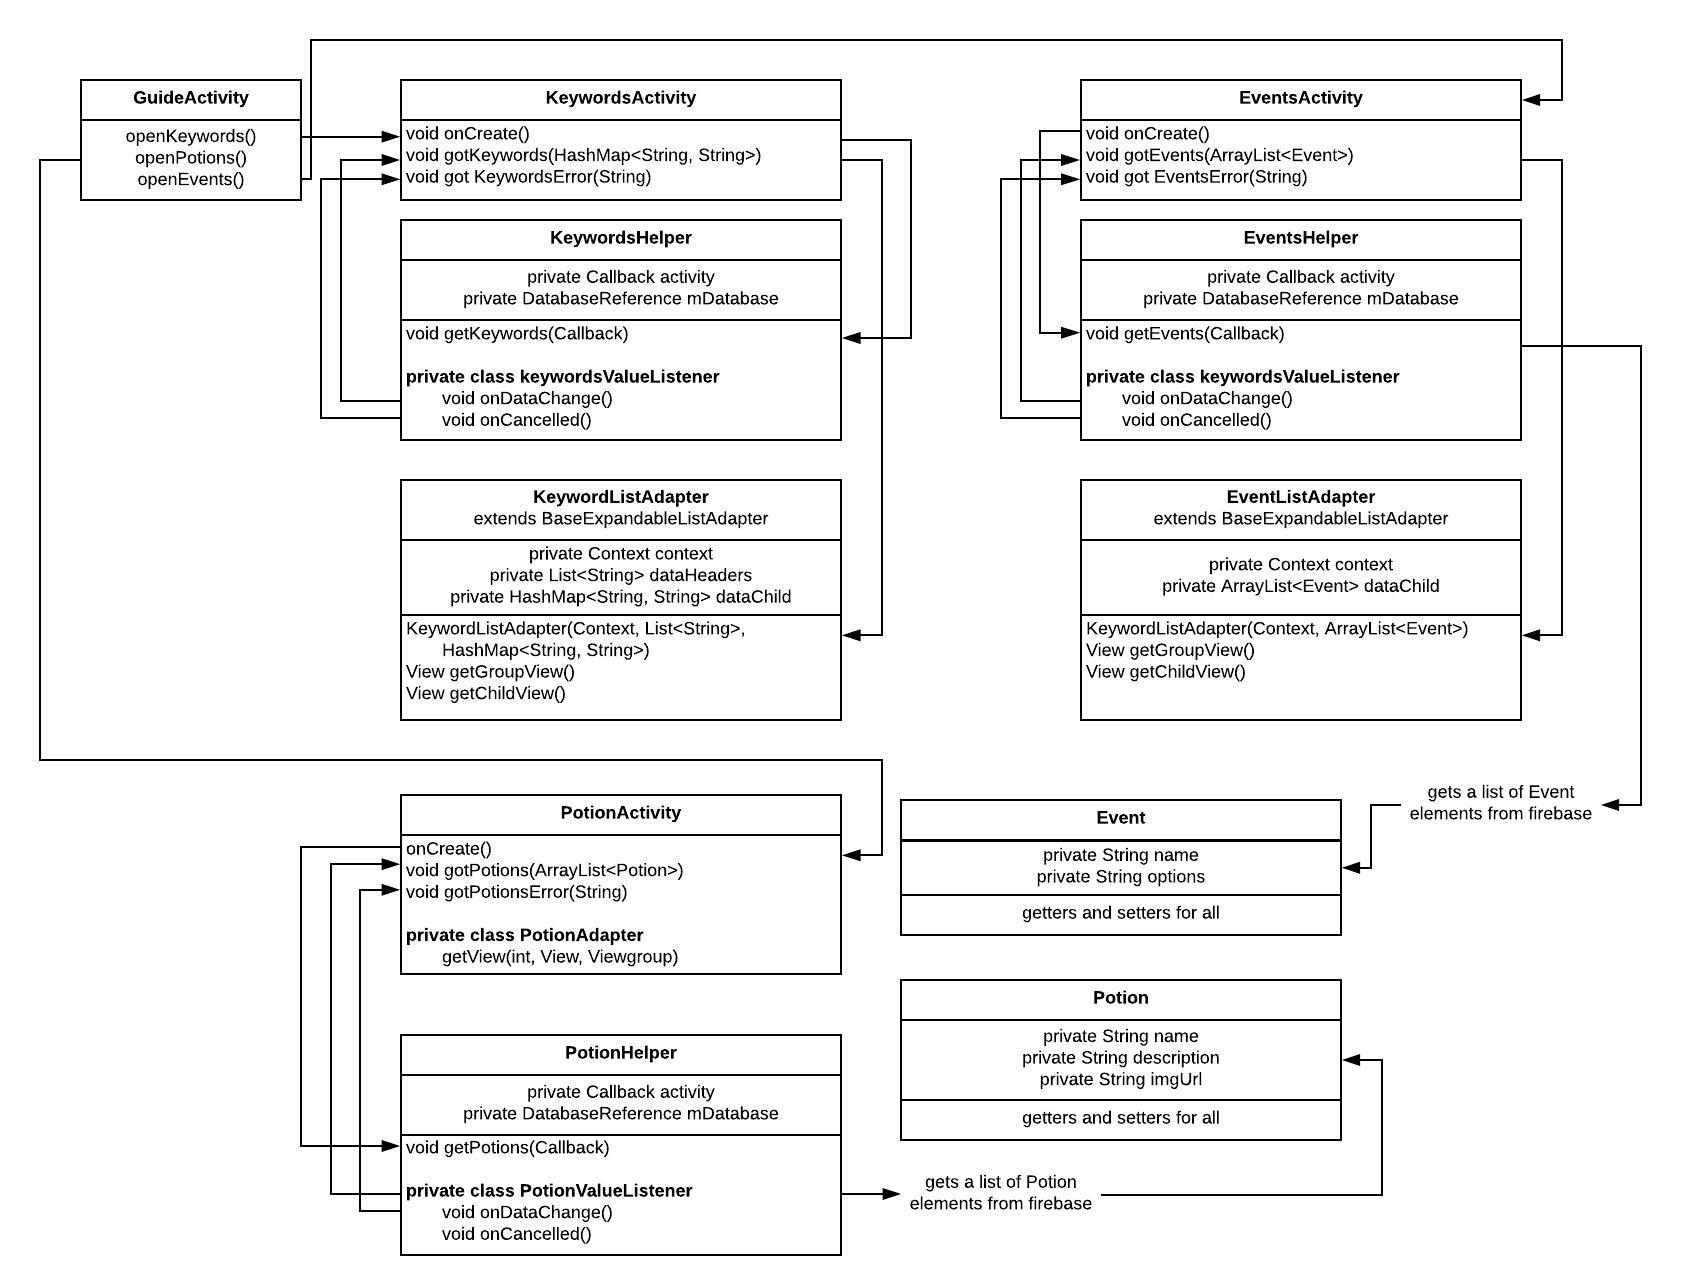 GuideActivity
openKeywords()
openPotions()
openEvents()
KeywordsActivity
void onCreate()
void gotKeywords(HashMap<String, String>)
void got KeywordsError(String)
EventsActivity
void onCreate()
void gotEvents(ArrayList<Event>)
void got EventsError(String)
KeywordsHelper
private Callback activity
private DatabaseReference mDatabase
void getKeywords(Callback)
private class keywordsValueListener
void onDataChange()
void onCancelled()
EventsHelper
private Callback activity
private DatabaseReference mDatabase
void getEvents(Callback)
private class keywordsValueListener
void onDataChange()
void onCancelled()
KeywordListAdapter
extends BaseExpandableListAdapter
private Context context
private List<String> dataHeaders
private HashMap<String, String> dataChild
KeywordListAdapter(Context, List<String>,
HashMap<String, String>)
View getGroupView()
View getChildView()
EventListAdapter
extends BaseExpandableListAdapter
private Context context
private ArrayList<Event> dataChild
KeywordListAdapter(Context, ArrayList<Event>)
View getGroupView()
View getChildView()
PotionActivity
onCreate()
void gotPotions(ArrayList<Potion>)
void gotPotionsError(String)
private class PotionAdapter
getView(int, View, Viewgroup)
Event
private String name
private String options
getters and setters for all
gets a list of Event
elements from firebase
Potion
private String name
private String description
private String imgUrl
getters and setters for all
PotionHelper
private Callback activity
private DatabaseReference mDatabase
void getPotions(Callback)
private class PotionValueListener
void onDataChange()
void onCancelled()
gets a list of Potion
elements from firebase